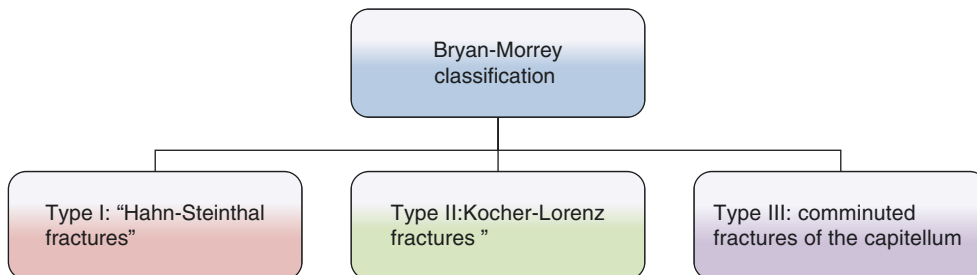 Bryan-Morrey
classification
Type I: “Hahn-Steinthal
fractures”
Type II:Kocher-Lorenz
fractures ”
Type III: comminuted
fractures of the capitellum